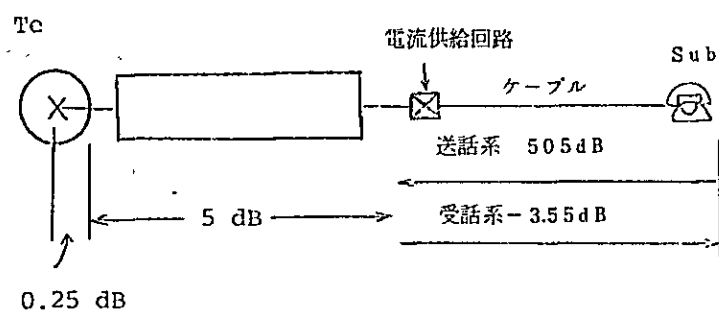 Tc
電流供給回路
Sub
ケーブル
送話系 505dB
5 dB
受話系-3.55dB
0.25 dB